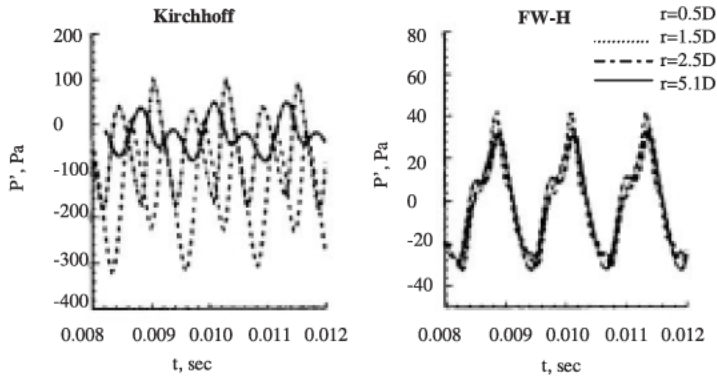 Kirchhoff
FW-H
r=0.5D
r=1.5D
r=2.5D
r=5.1D
200
100
0
-100
-200
-300
-400
P', Pa
0.008 0.009 0.010 0.011 0.012
t, sec
80
60
40
20
0
-20
-40
P', Pa
0.008 0.009 0.010 0.011 0.012
t, sec